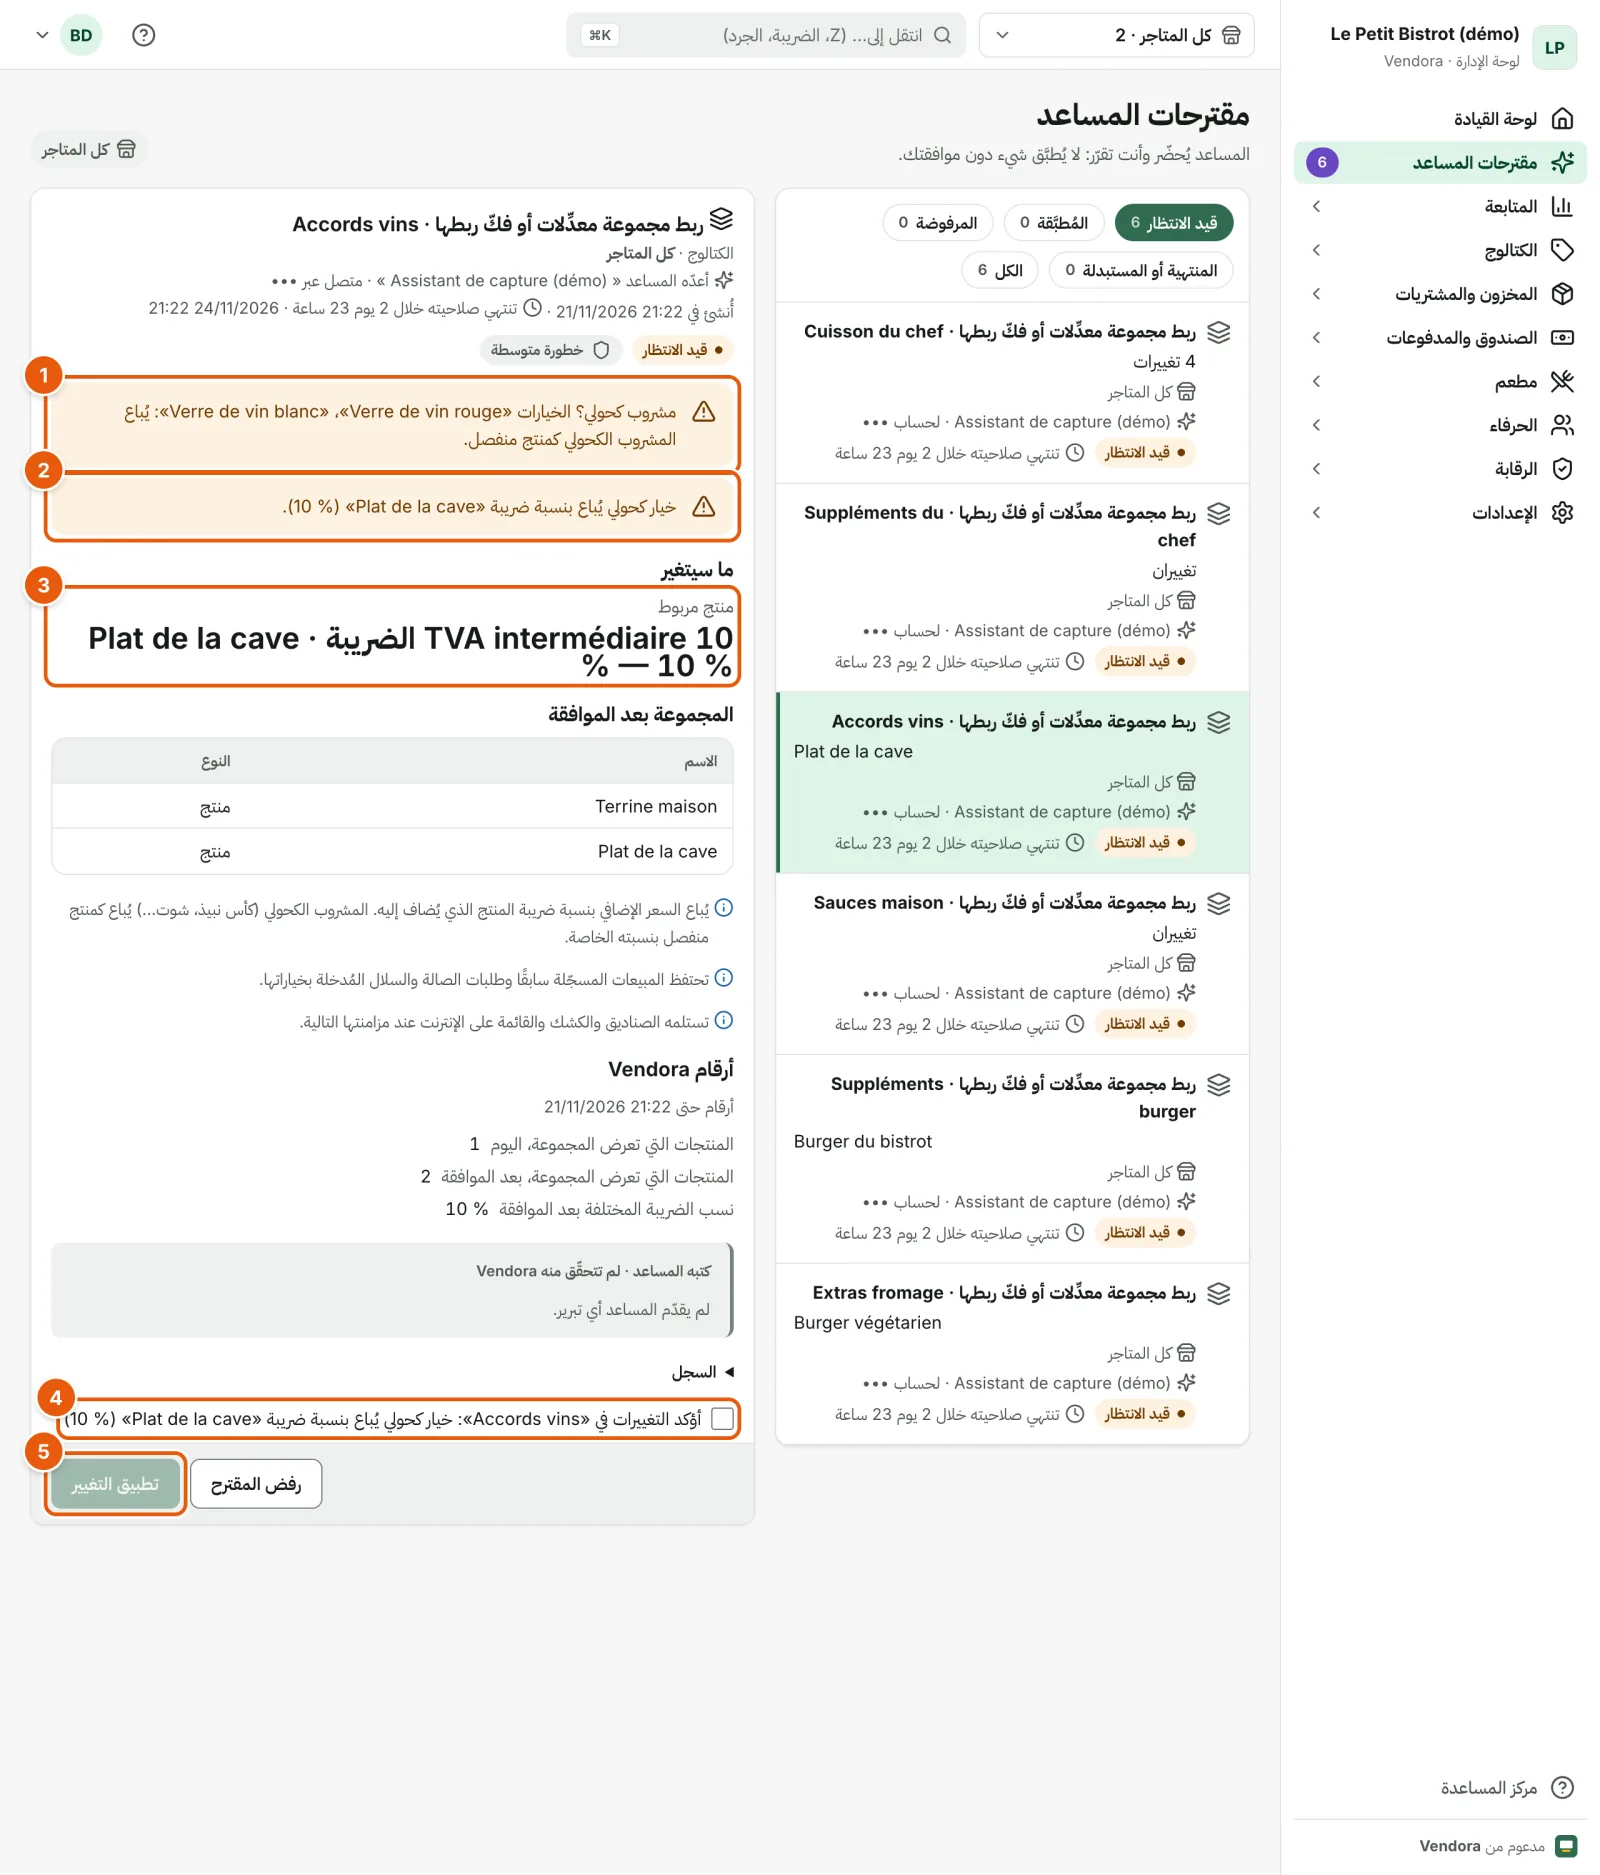 Le Petit Bistrot (démo)
لوحة الإدارة · Vendora
LP
لوحة القيادة
مقترحات المساعد
6
المتابعة
الكتالوج
المخزون والمشتريات
الصندوق والمدفوعات
مطعم
الحرفاء
الرقابة
الإعدادات
مركز المساعدة
مدعوم من Vendora
كل المتاجر · 2
انتقل إلى... (Z، الضريبة، الجرد)
⌘K
BD
مقترحات المساعد
المساعد يُحضّر وأنت تقرّر: لا يُطبَّق شيء دون موافقتك.
كل المتاجر
قيد الانتظار 6
المُطبَّقة 0
المرفوضة 0
المنتهية أو المستبدلة 0
الكل 6
ربط مجموعة معدِّلات أو فكّ ربطها · Cuisson du chef
4 تغييرات
كل المتاجر
Assistant de capture (démo) · لحساب •••
قيد الانتظار
تنتهي صلاحيته خلال 2 يوم 23 ساعة
ربط مجموعة معدِّلات أو فكّ ربطها · Suppléments du
chef
تغييران
كل المتاجر
Assistant de capture (démo) · لحساب •••
قيد الانتظار
تنتهي صلاحيته خلال 2 يوم 23 ساعة
ربط مجموعة معدِّلات أو فكّ ربطها · Accords vins
Plat de la cave
كل المتاجر
Assistant de capture (démo) · لحساب •••
قيد الانتظار
تنتهي صلاحيته خلال 2 يوم 23 ساعة
ربط مجموعة معدِّلات أو فكّ ربطها · Sauces maison
تغييران
كل المتاجر
Assistant de capture (démo) · لحساب •••
قيد الانتظار
تنتهي صلاحيته خلال 2 يوم 23 ساعة
ربط مجموعة معدِّلات أو فكّ ربطها · Suppléments
burger
Burger du bistrot
كل المتاجر
Assistant de capture (démo) · لحساب •••
قيد الانتظار
تنتهي صلاحيته خلال 2 يوم 23 ساعة
ربط مجموعة معدِّلات أو فكّ ربطها · Extras fromage
Burger végétarien
كل المتاجر
Assistant de capture (démo) · لحساب •••
قيد الانتظار
تنتهي صلاحيته خلال 2 يوم 23 ساعة
ربط مجموعة معدِّلات أو فكّ ربطها · Accords vins
الكتالوج · كل المتاجر
أعدّه المساعد « Assistant de capture (démo) » · متصل عبر •••
أُنشئ في 21/11/2026 21:22 · تنتهي صلاحيته خلال 2 يوم 23 ساعة · 24/11/2026 21:22
قيد الانتظار
خطورة متوسطة
1
مشروب كحولي؟ الخيارات «Verre de vin rouge»، «Verre de vin blanc»: يُباع
المشروب الكحولي كمنتج منفصل.
2
خيار كحولي يُباع بنسبة ضريبة «Plat de la cave» (10 %).
ما سيتغير
3
منتج مربوط
Plat de la cave · الضريبة TVA intermédiaire 10
% — 10 %
المجموعة بعد الموافقة
الاسم النوع
Terrine maison منتج
Plat de la cave منتج
يُباع السعر الإضافي بنسبة ضريبة المنتج الذي يُضاف إليه. المشروب الكحولي (كأس نبيذ، شوت...) يُباع كمنتج
منفصل بنسبته الخاصة.
تحتفظ المبيعات المسجّلة سابقًا وطلبات الصالة والسلال المُدخلة بخياراتها.
تستلمه الصناديق والكشك والقائمة على الإنترنت عند مزامنتها التالية.
أرقام Vendora
أرقام حتى 21/11/2026 21:22
المنتجات التي تعرض المجموعة، اليوم 1
المنتجات التي تعرض المجموعة، بعد الموافقة 2
نسب الضريبة المختلفة بعد الموافقة 10 %
كتبه المساعد · لم تتحقّق منه Vendora
لم يقدّم المساعد أي تبرير.
السجل
4
أؤكد التغييرات في «Accords vins»: خيار كحولي يُباع بنسبة ضريبة «Plat de la cave» (10 %)
5
رفض المقترح
تطبيق التغيير